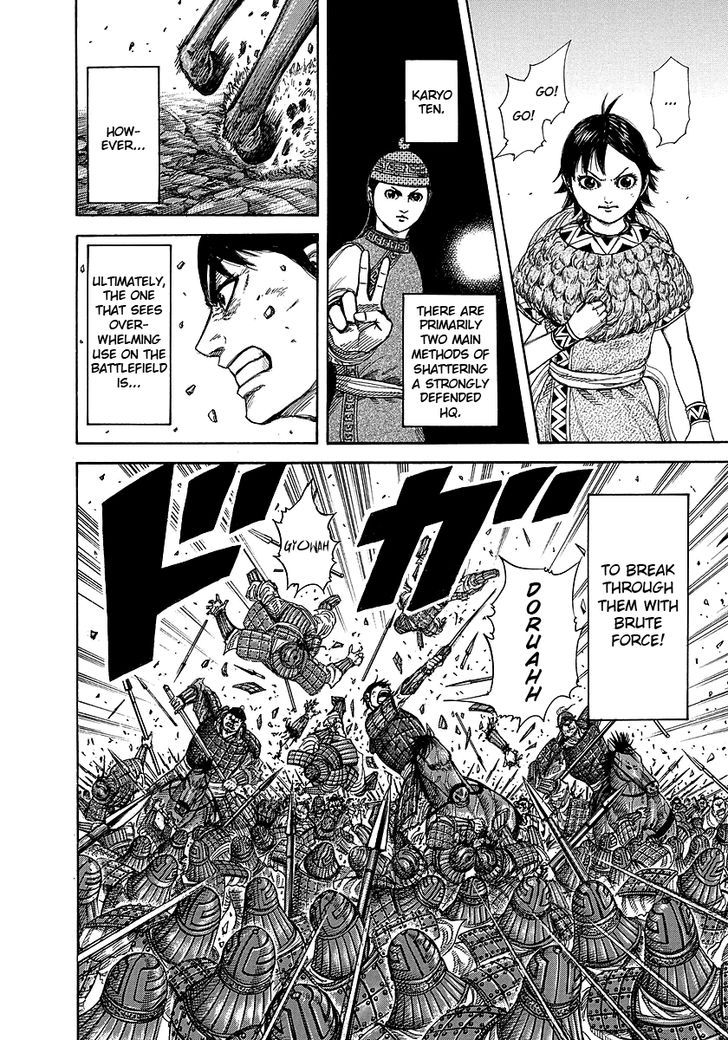 ...
GO!
GO!
KARYO
TEN.
THERE ARE
PRIMARILY
TWO MAIN
METHODS OF
SHATTERING
A STRONGLY
DEFENDED
HQ.
HOW-
EVER...
ULTIMATELY,
THE ONE
THAT SEES
OVER-
WHELMING
USE ON THE
BATTLEFIELD
IS...
TO BREAK
THROUGH
THEM WITH
BRUTE
FORCE!
ガ
ド
DORUAHH
GYOWAH